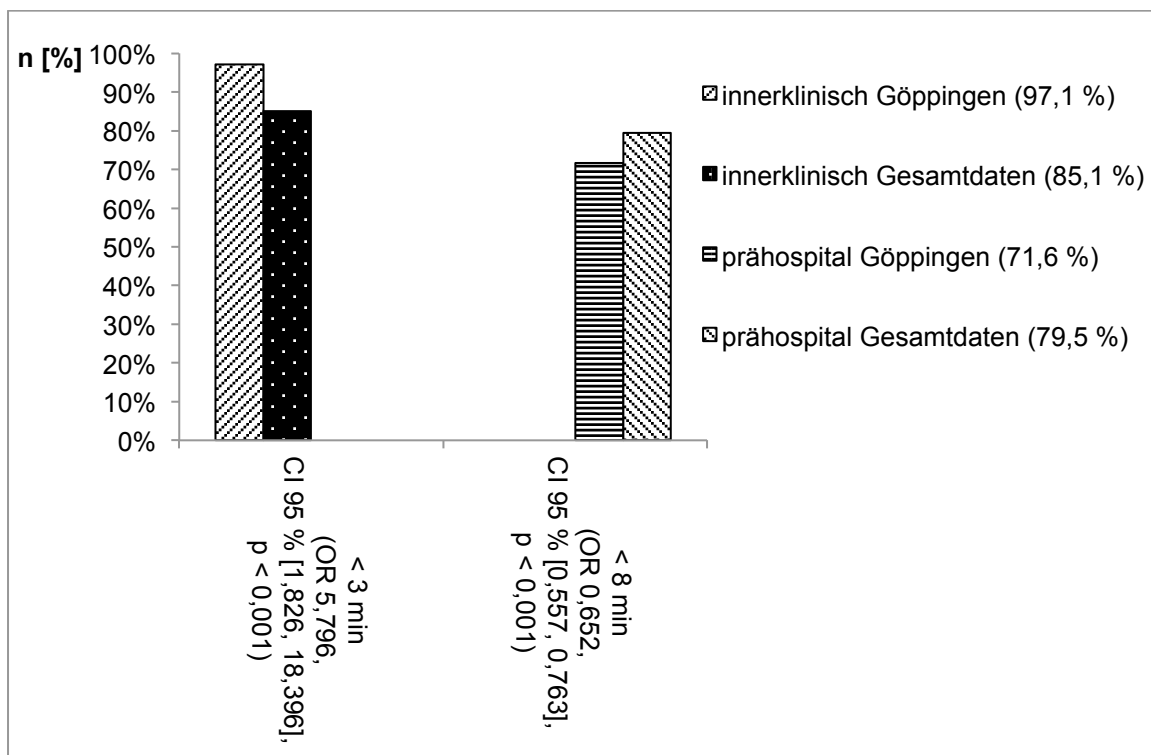 n [%]
100%
90%
80%
70%
60%
50%
40%
30%
20%
10%
0%
innerklinisch Göppingen (97,1 %)
innerklinisch Gesamtdaten (85,1 %)
prähospital Göppingen (71,6 %)
prähospital Gesamtdaten (79,5 %)
< 3 min
(OR 5,796,
CI 95 % [1,826, 18,396],
p < 0,001)
< 8 min
(OR 0,652,
CI 95 % [0,557, 0,763],
p < 0,001)